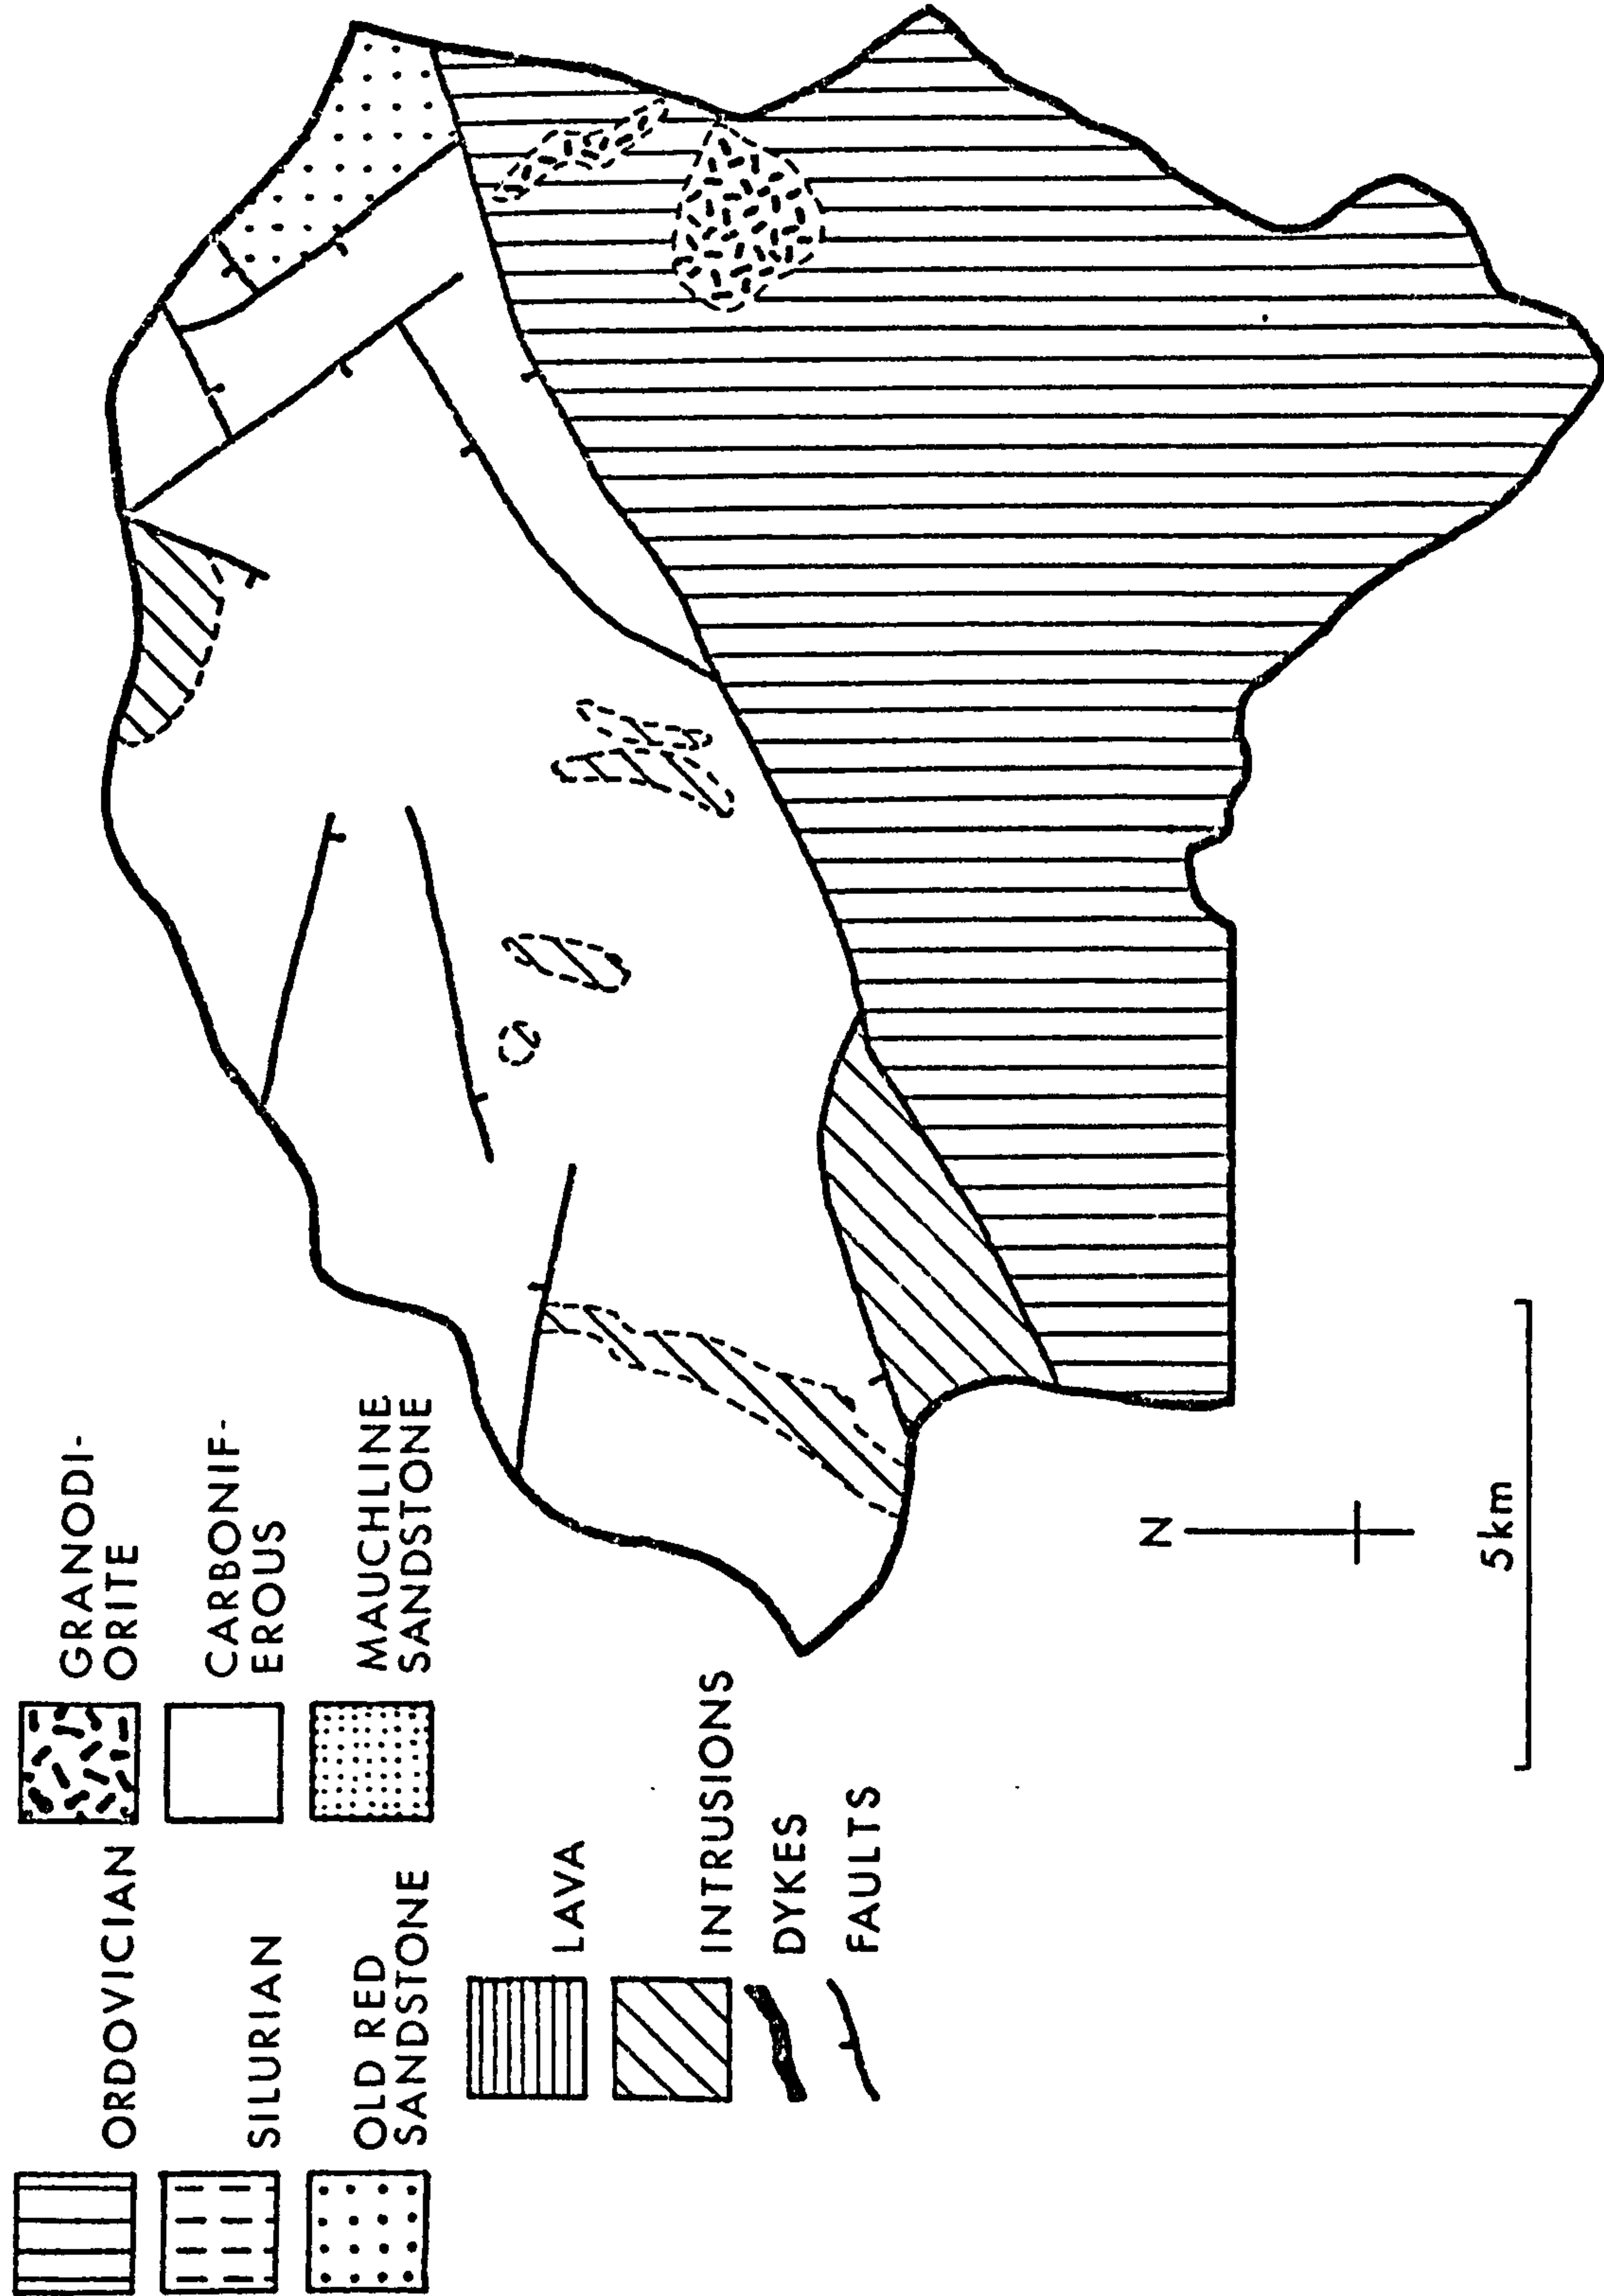 ORDOVICIAN
SILURIAN
OLD RED
SANDSTONE
GRANODI-
ORITE
CARBONIF-
EROUS
MAUCHLINE
SANDSTONE
LAVA
INTRUSIONS
DYKES
FAULTS
N
5km